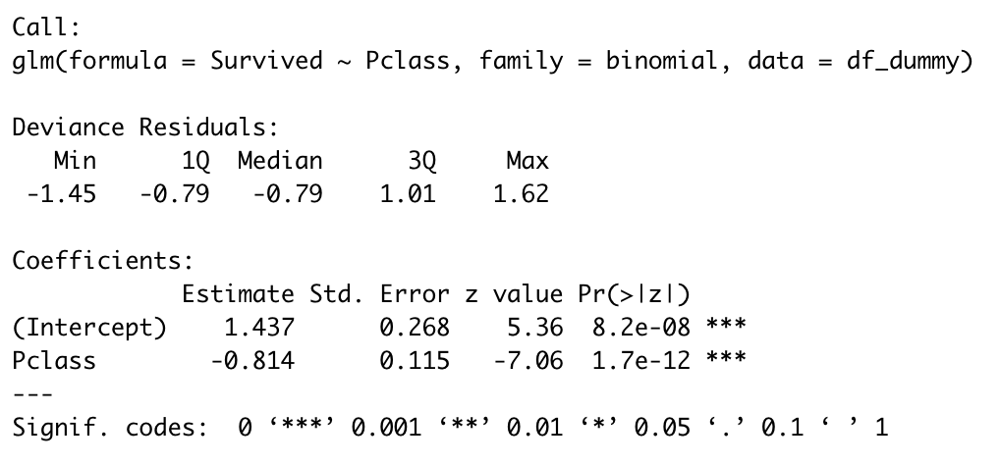 Call:
glm(formula = Survived ~ Pclass, family = binomial, data = df_dummy)
Deviance Residuals:
   Min      1Q  Median      3Q     Max
 -1.45   -0.79   -0.79    1.01    1.62
Coefficients:
            Estimate Std. Error z value Pr(>|z|)
(Intercept)    1.437      0.268    5.36  8.2e-08 ***
Pclass        -0.814      0.115   -7.06  1.7e-12 ***
---
Signif. codes:  0 ‘***’ 0.001 ‘**’ 0.01 ‘*’ 0.05 ‘.’ 0.1 ‘ ’ 1